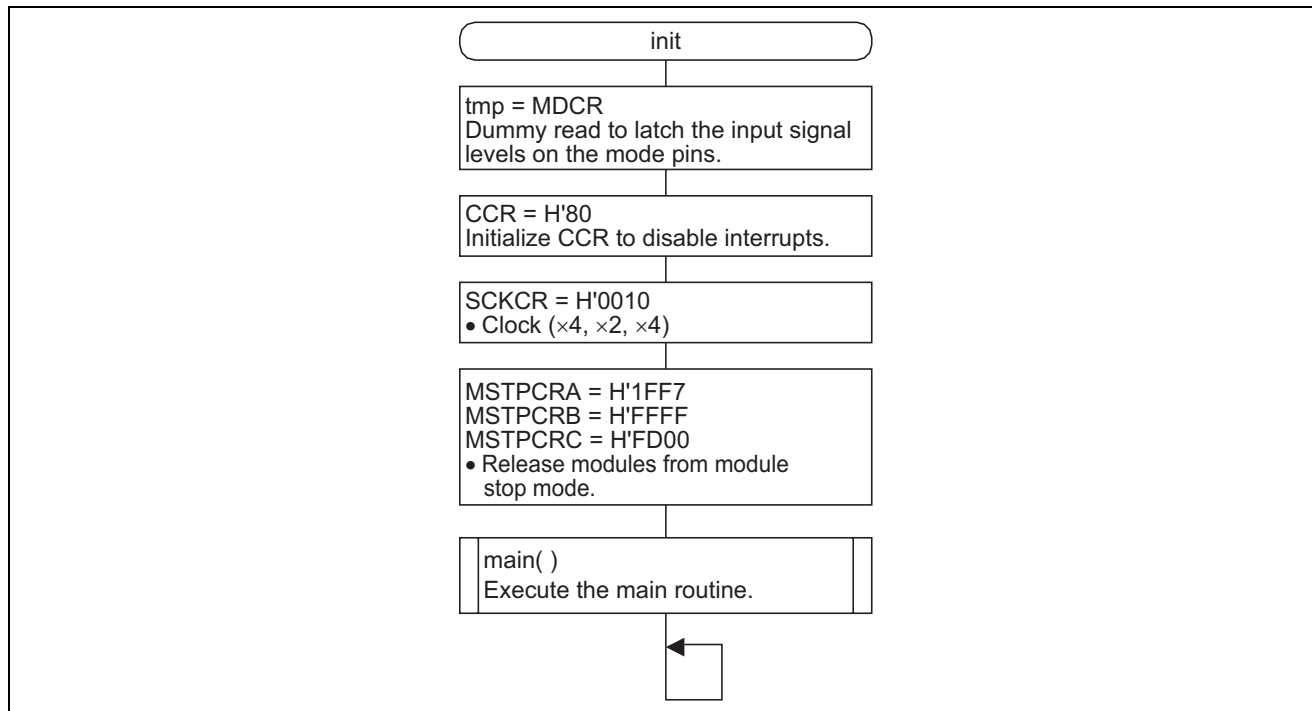 init
tmp = MDCR
Dummy read to latch the input signal
levels on the mode pins.
CCR = H'80
Initialize CCR to disable interrupts.
SCKCR = H'0010
• Clock (×4, ×2, ×4)
MSTPCRA = H'1FF7
MSTPCRB = H'FFFF
MSTPCRC = H'FD00
• Release modules from module
stop mode.
main( )
Execute the main routine.